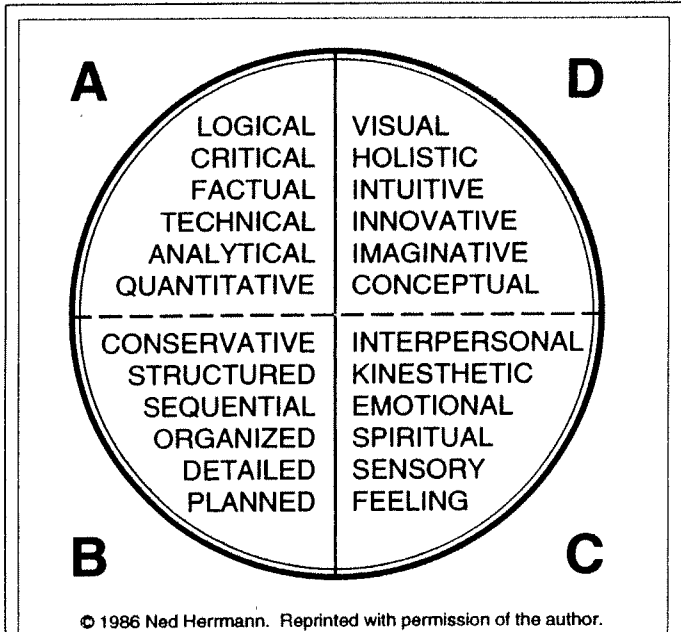 A
LOGICAL
CRITICAL
FACTUAL
TECHNICAL
ANALYTICAL
QUANTITATIVE
D
VISUAL
HOLISTIC
INTUITIVE
INNOVATIVE
IMAGINATIVE
CONCEPTUAL
CONSERVATIVE
STRUCTURED
SEQUENTIAL
ORGANIZED
DETAILED
PLANNED
B
INTERPERSONAL
KINESTHETIC
EMOTIONAL
SPIRITUAL
SENSORY
FEELING
C
© 1986 Ned Herrmann. Reprinted with permission of the author.